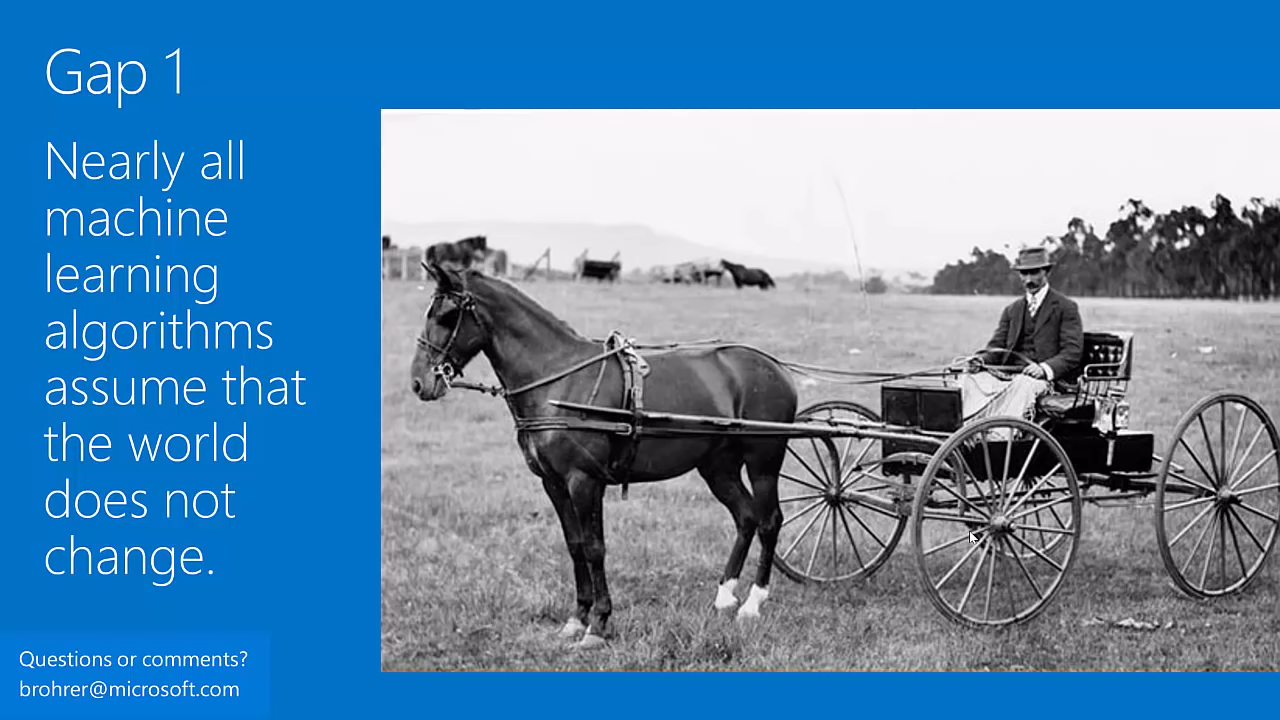 Gap 1
Nearly all
machine
learning
algorithms
assume that
the world
does not
change.
Questions or comments?
brohrer@microsoft.com